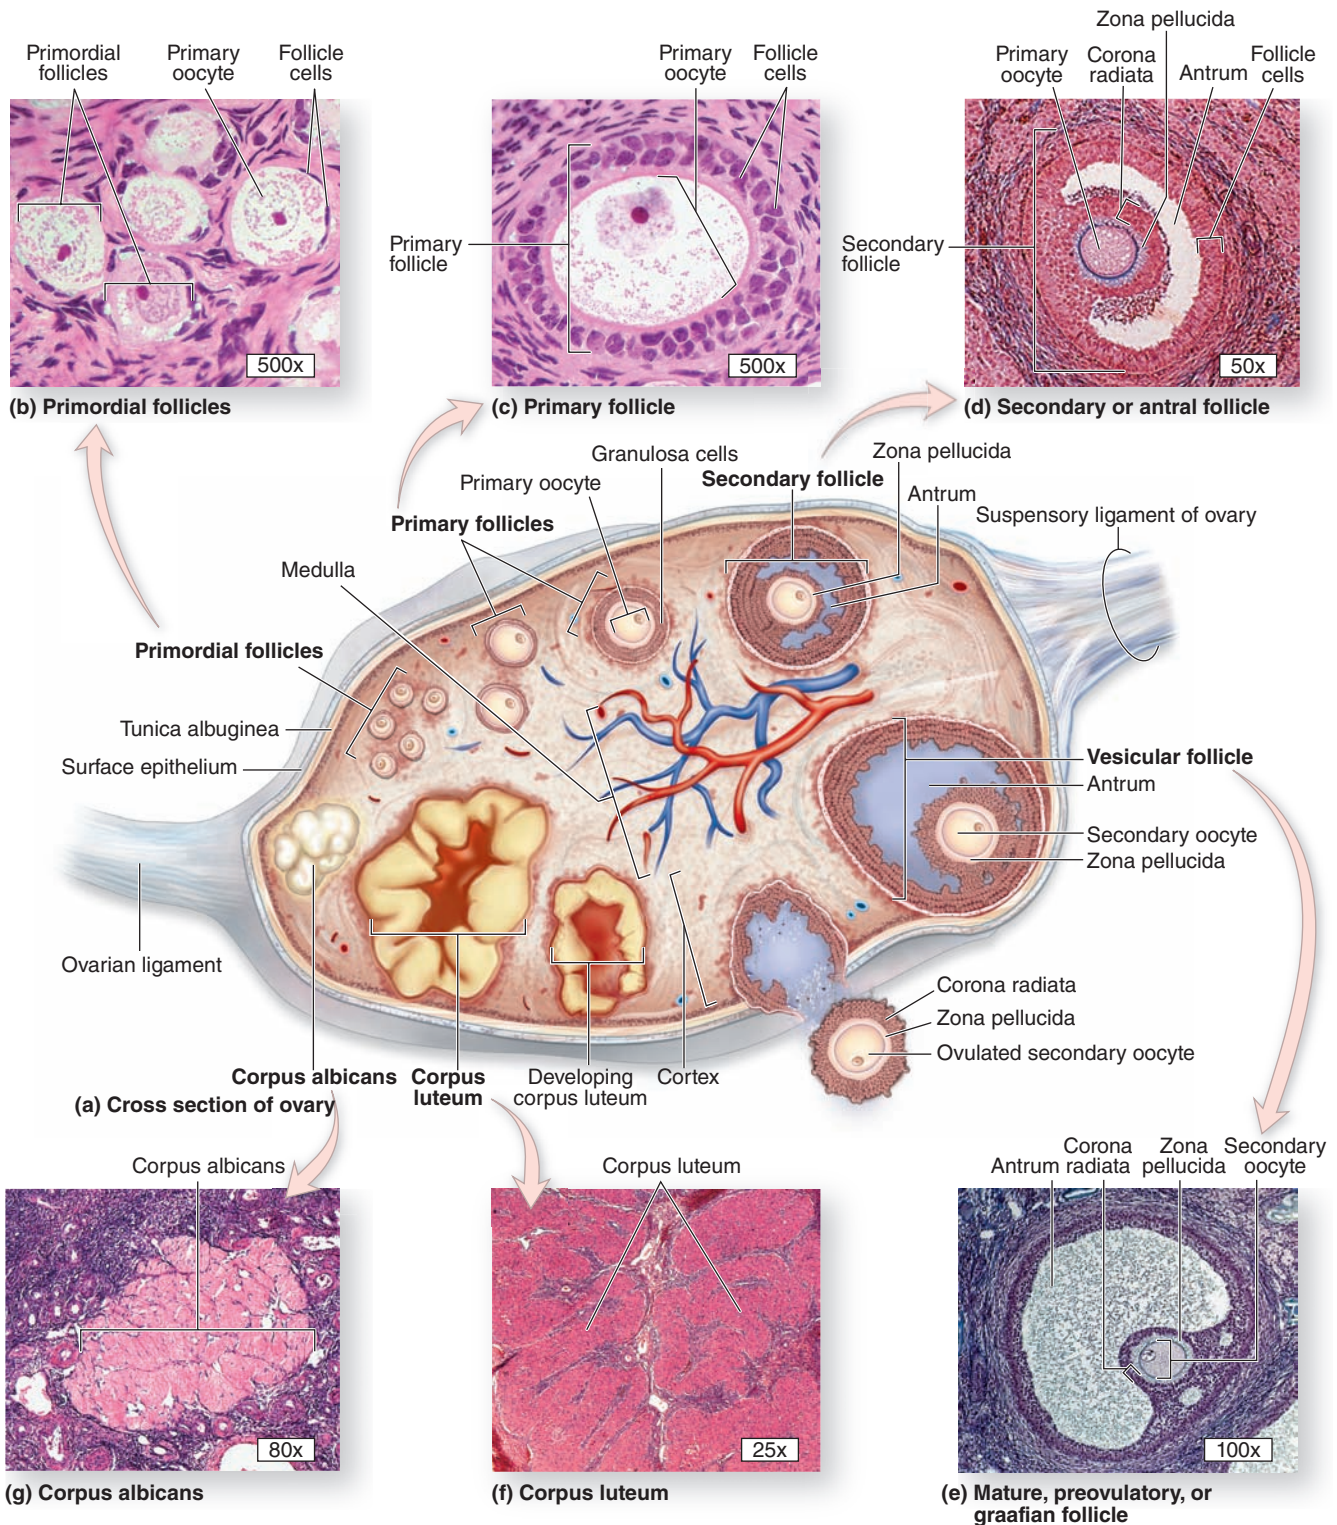 Primordial
follicles
Primary
oocyte
Follicle
cells
500x
(b) Primordial follicles
Primary
oocyte
Follicle
cells
Primary
follicle
500x
(c) Primary follicle
Zona pellucida
Primary
oocyte
Corona
radiata
Antrum
Follicle
cells
Secondary
follicle
50x
(d) Secondary or antral follicle
Granulosa cells
Primary oocyte
Primary follicles
Medulla
Primordial follicles
Tunica albuginea
Surface epithelium
Ovarian ligament
Secondary follicle
Zona pellucida
Antrum
Suspensory ligament of ovary
Vesicular follicle
Antrum
Secondary oocyte
Zona pellucida
Corona radiata
Zona pellucida
Ovulated secondary oocyte
Corpus albicans
Corpus
luteum
Developing
corpus luteum
Cortex
(a) Cross section of ovary
Corpus albicans
80x
(g) Corpus albicans
Corpus luteum
25x
(f) Corpus luteum
Antrum
Corona
radiata
Zona
pellucida
Secondary
oocyte
100x
(e) Mature, preovulatory, or
graafian follicle